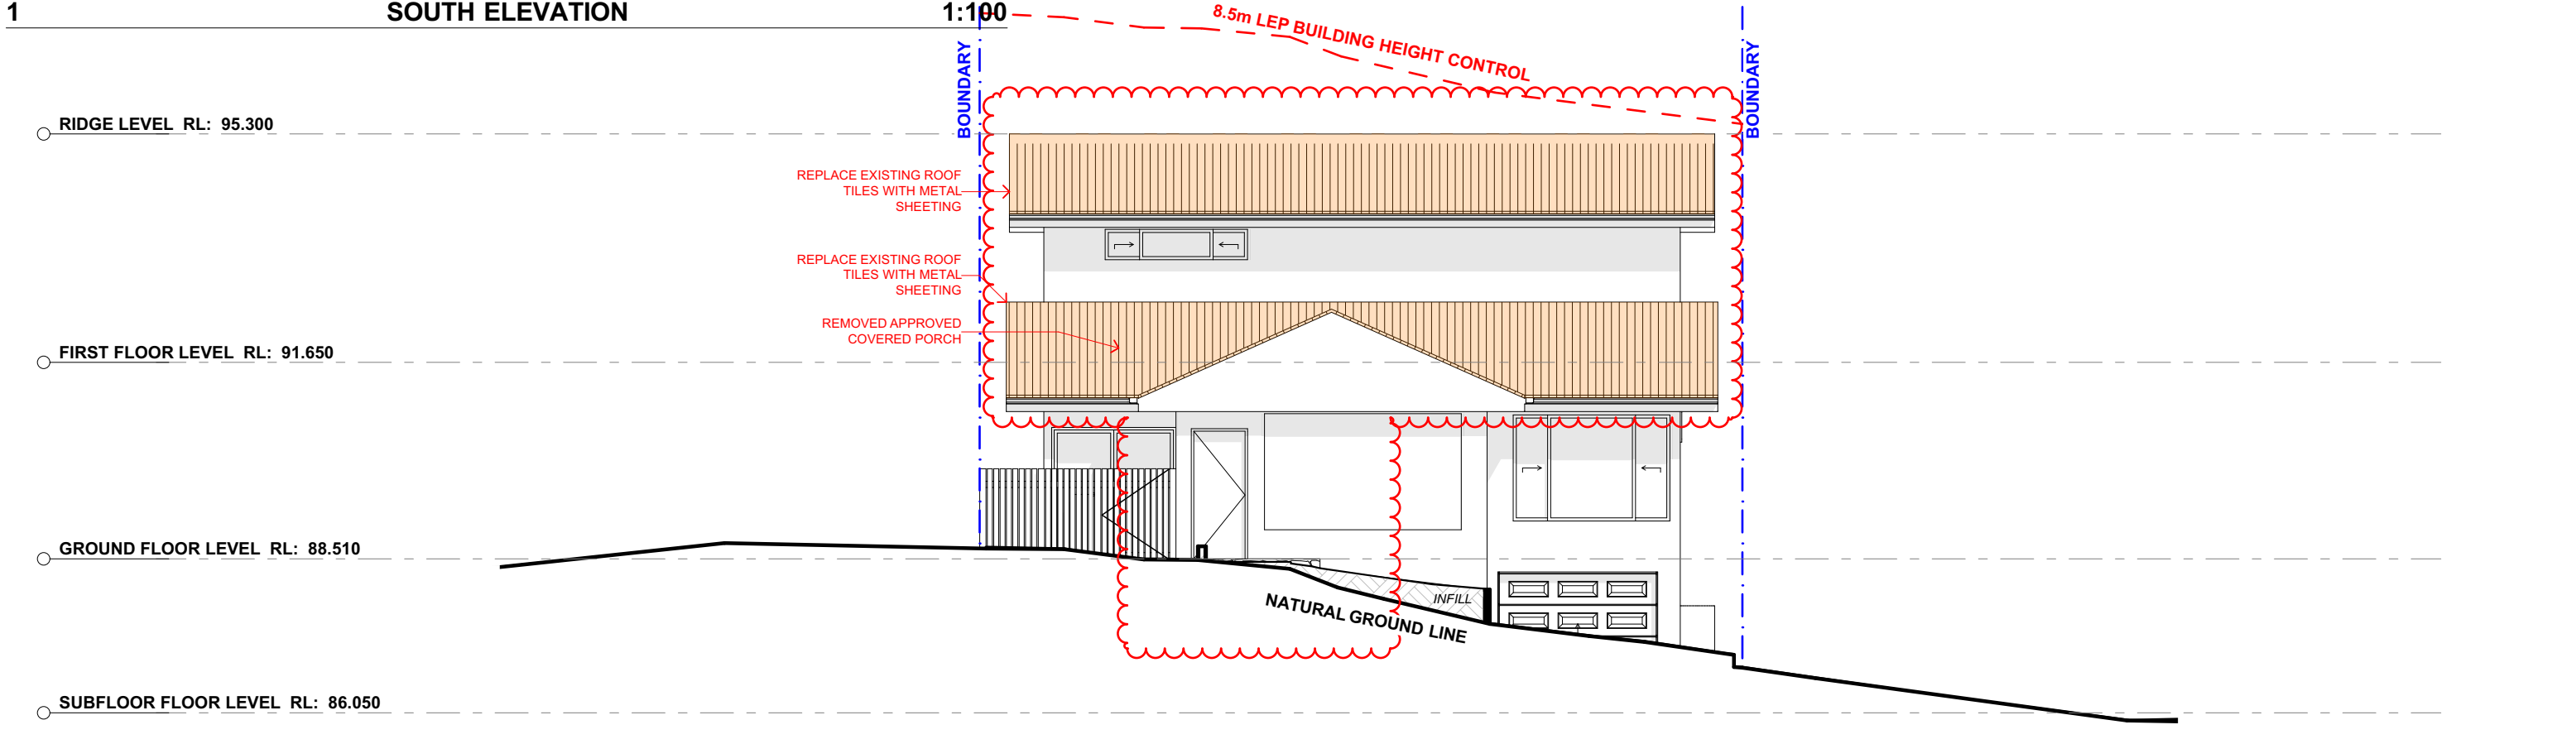 1 SOUTH ELEVATION 1:100
8.5m LEP BUILDING HEIGHT CONTROL
BOUNDARY
BOUNDARY
RIDGE LEVEL RL: 95.300
REPLACE EXISTING ROOF
TILES WITH METAL
SHEETING
REPLACE EXISTING ROOF
TILES WITH METAL
SHEETING
REMOVED APPROVED
COVERED PORCH
FIRST FLOOR LEVEL RL: 91.650
GROUND FLOOR LEVEL RL: 88.510
INFILL
NATURAL GROUND LINE
SUBFLOOR FLOOR LEVEL RL: 86.050